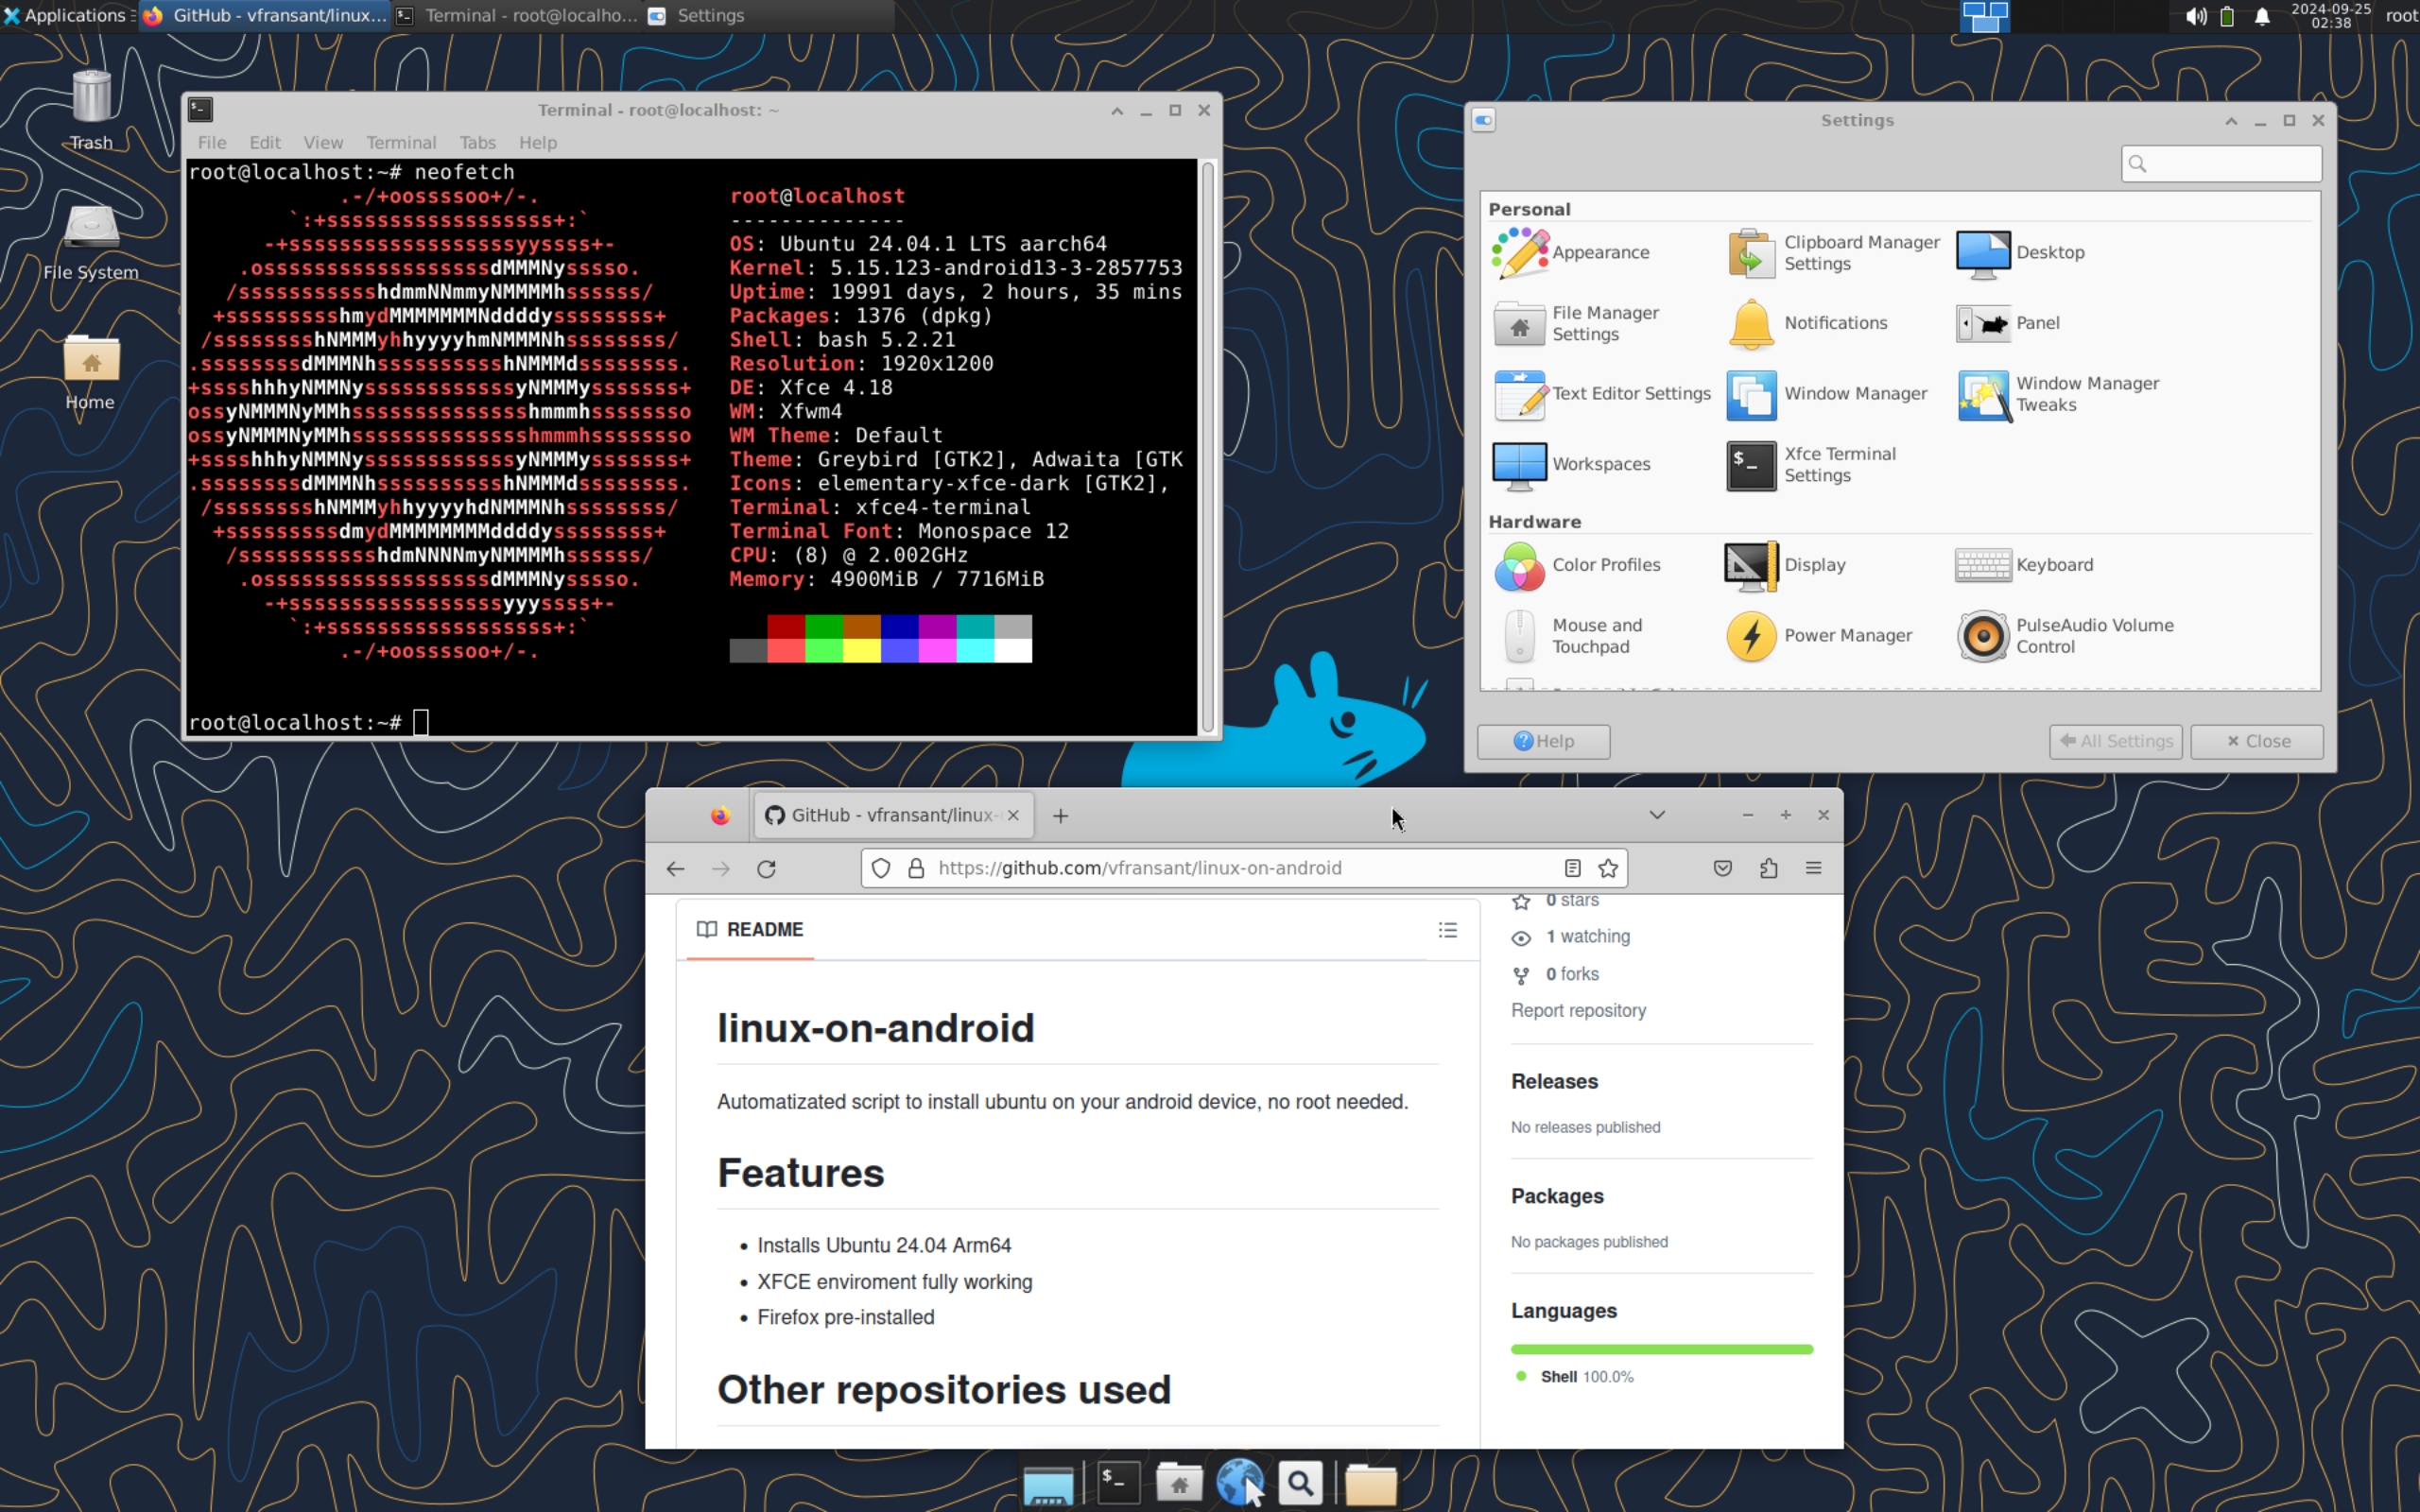 Applications
GitHub - vfransant/linux...
Terminal - root@localho...
Settings
2024-09-25
02:38
root
Trash
File System
Home
Terminal - root@localhost: ~
File Edit View Terminal Tabs Help
root@localhost:~# neofetch
.-/+oossssoo+/-.
`:+ssssssssssssssssss+:`
-+ssssssssssssssssssyyssss+-
.ossssssssssssssssssdMMMNysssso.
/ssssssssssshdmmNNmmyNMMMMhssssss/
+ssssssssshmydMMMMMMMNddddyssssssss+
/sssssssshNMMMyhhyyyyhmNMMMNhssssssss/
.ssssssssdMMMNhsssssssssshNMMMdssssssss.
+sssshhhyNMMNyssssssssssssyNMMMysssssss+
ossyNMMMNyMMhsssssssssssssshmmmhssssssso
ossyNMMMNyMMhsssssssssssssshmmmhssssssso
+sssshhhyNMMNyssssssssssssyNMMMysssssss+
.ssssssssdMMMNhsssssssssshNMMMdssssssss.
/sssssssshNMMMyhhyyyyhdNMMMNhssssssss/
+sssssssssdmydMMMMMMMMddddyssssssss+
/ssssssssssshdmNNNNmyNMMMMhssssss/
.ossssssssssssssssssdMMMNysssso.
-+sssssssssssssssssyyyssss+-
`:+ssssssssssssssssss+:`
.-/+oossssoo+/-.
root@localhost
--------------
OS: Ubuntu 24.04.1 LTS aarch64
Kernel: 5.15.123-android13-3-2857753
Uptime: 19991 days, 2 hours, 35 mins
Packages: 1376 (dpkg)
Shell: bash 5.2.21
Resolution: 1920x1200
DE: Xfce 4.18
WM: Xfwm4
WM Theme: Default
Theme: Greybird [GTK2], Adwaita [GTK
Icons: elementary-xfce-dark [GTK2],
Terminal: xfce4-terminal
Terminal Font: Monospace 12
CPU: (8) @ 2.002GHz
Memory: 4900MiB / 7716MiB
root@localhost:~#
Settings
Personal
Appearance
Clipboard Manager
Settings
Desktop
File Manager
Settings
Notifications
Panel
Text Editor Settings
Window Manager
Window Manager
Tweaks
Workspaces
Xfce Terminal
Settings
Hardware
Color Profiles
Display
Keyboard
Mouse and
Touchpad
Power Manager
PulseAudio Volume
Control
Help
All Settings
Close
GitHub - vfransant/linux-
https://github.com/vfransant/linux-on-android
README
linux-on-android
Automatizated script to install ubuntu on your android device, no root needed.
Features
• Installs Ubuntu 24.04 Arm64
• XFCE enviroment fully working
• Firefox pre-installed
Other repositories used
0 stars
1 watching
0 forks
Report repository
Releases
No releases published
Packages
No packages published
Languages
Shell 100.0%